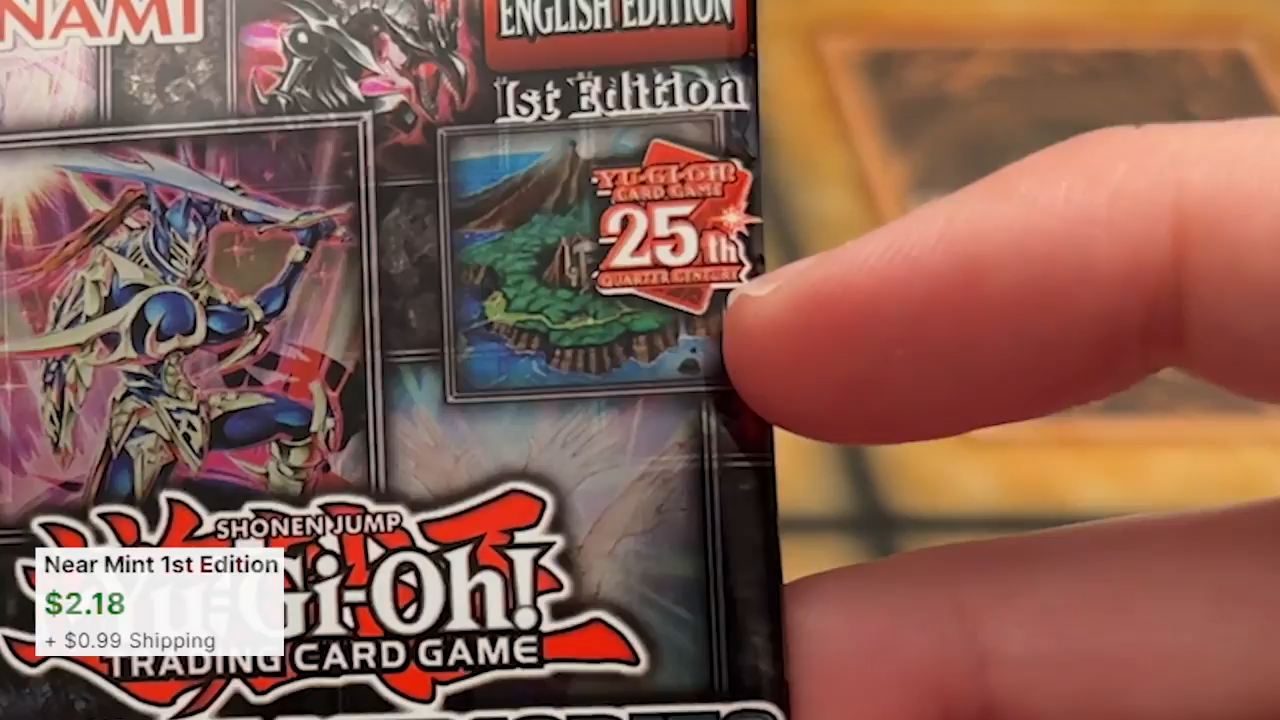 NAMI
ENGLISH EDITION
1st Edition
YU-GI-OH!
CARD GAME
25th
QUARTER CENTURY
SHONEN JUMP
Yu-Gi-Oh!
TRADING CARD GAME
Near Mint 1st Edition
$2.18
+ $0.99 Shipping